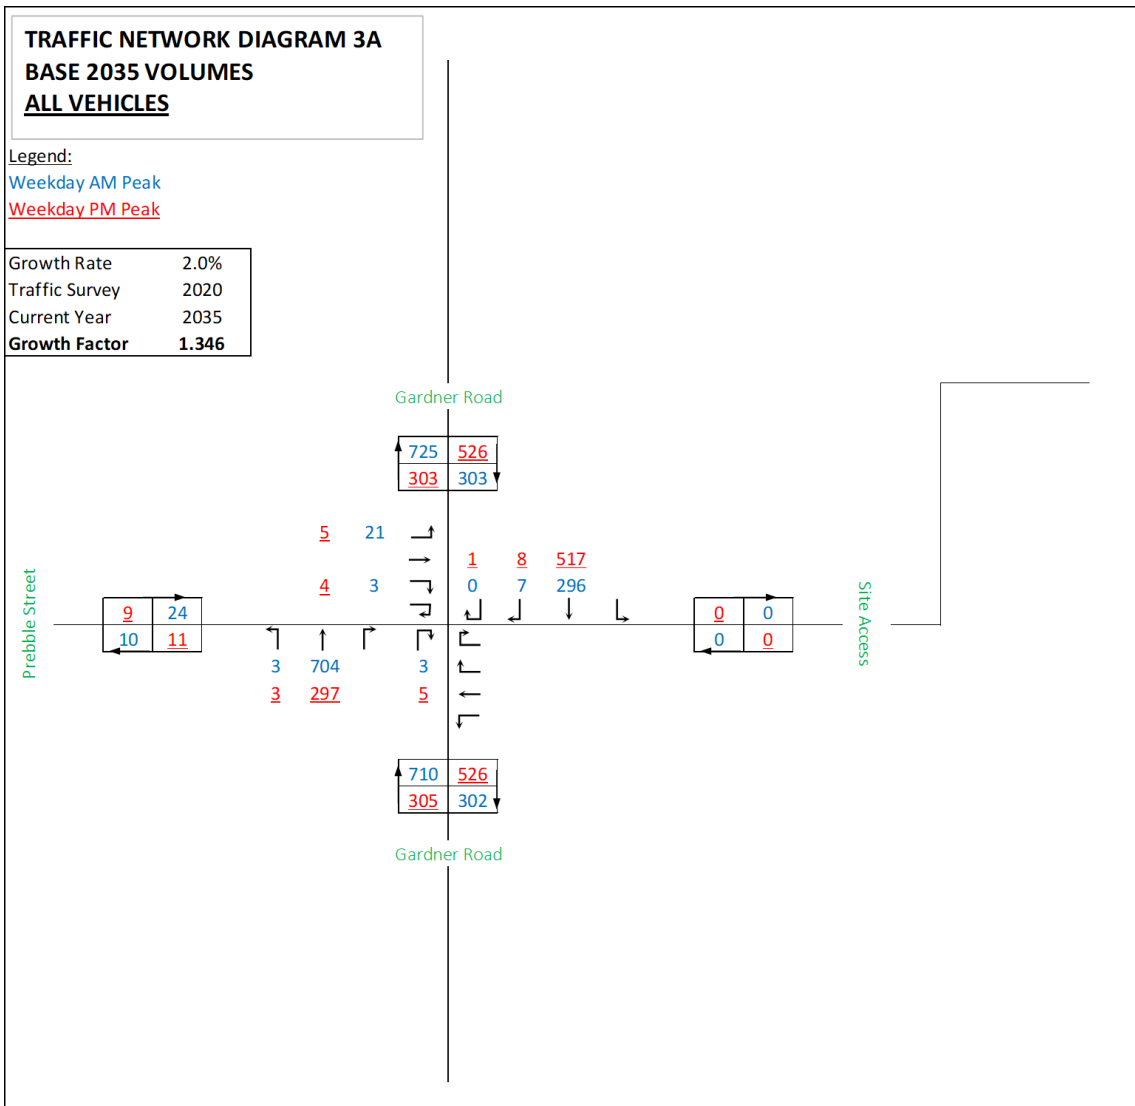 TRAFFIC NETWORK DIAGRAM 3A
BASE 2035 VOLUMES
ALL VEHICLES
Legend:
Weekday AM Peak
Weekday PM Peak
Growth Rate 2.0%
Traffic Survey 2020
Current Year 2035
Growth Factor 1.346
Gardner Road
725 526
303 303
5 21
1 8 517
4 3
0 7 296
Prebble Street
9 24
10 11
0 0
0 0
Site Access
3 704 3
3 297 5
710 526
305 302
Gardner Road